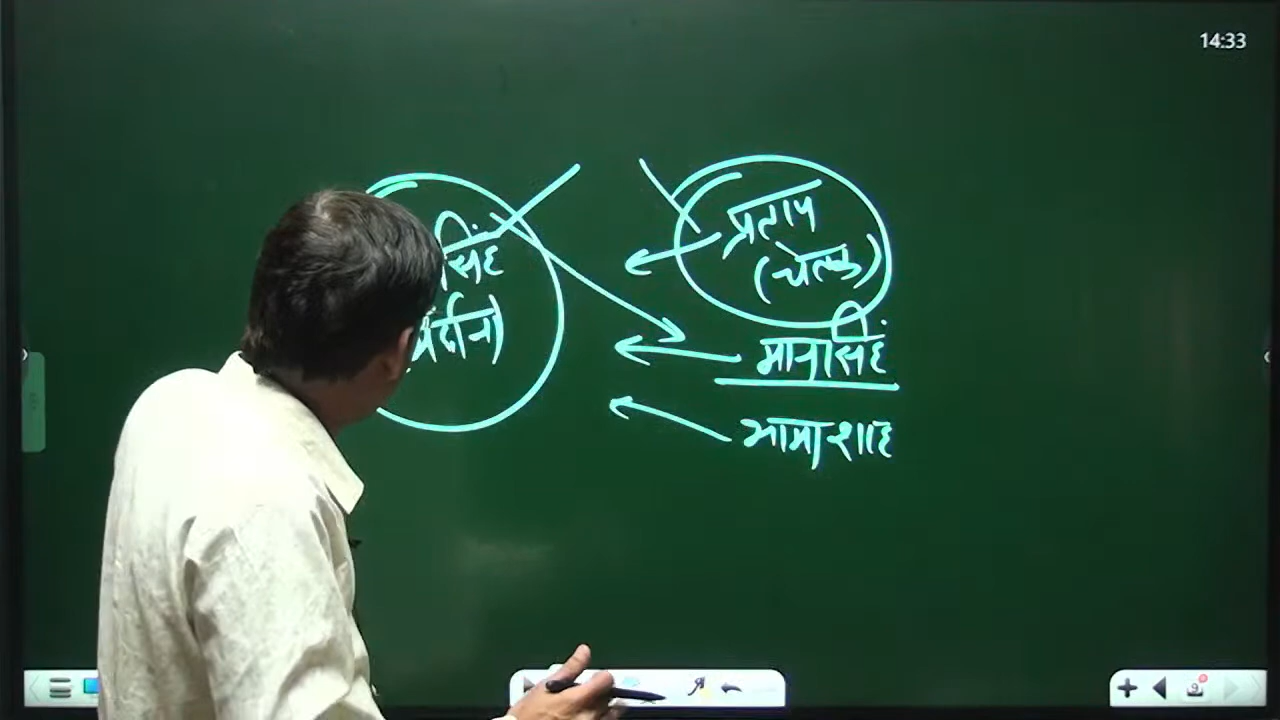 14:33
सिंह
प्रताप
(चेतक)
मानसिंह
भामाशाह